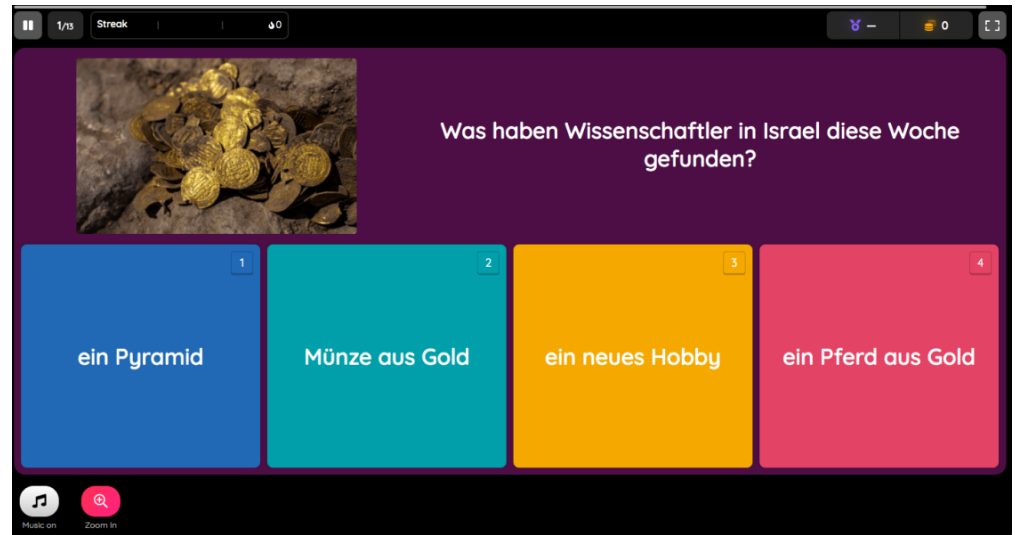 1/13
Streak
0
–
0
Was haben Wissenschaftler in Israel diese Woche
gefunden?
1
2
3
4
ein Pyramid
Münze aus Gold
ein neues Hobby
ein Pferd aus Gold
Music on
Zoom In